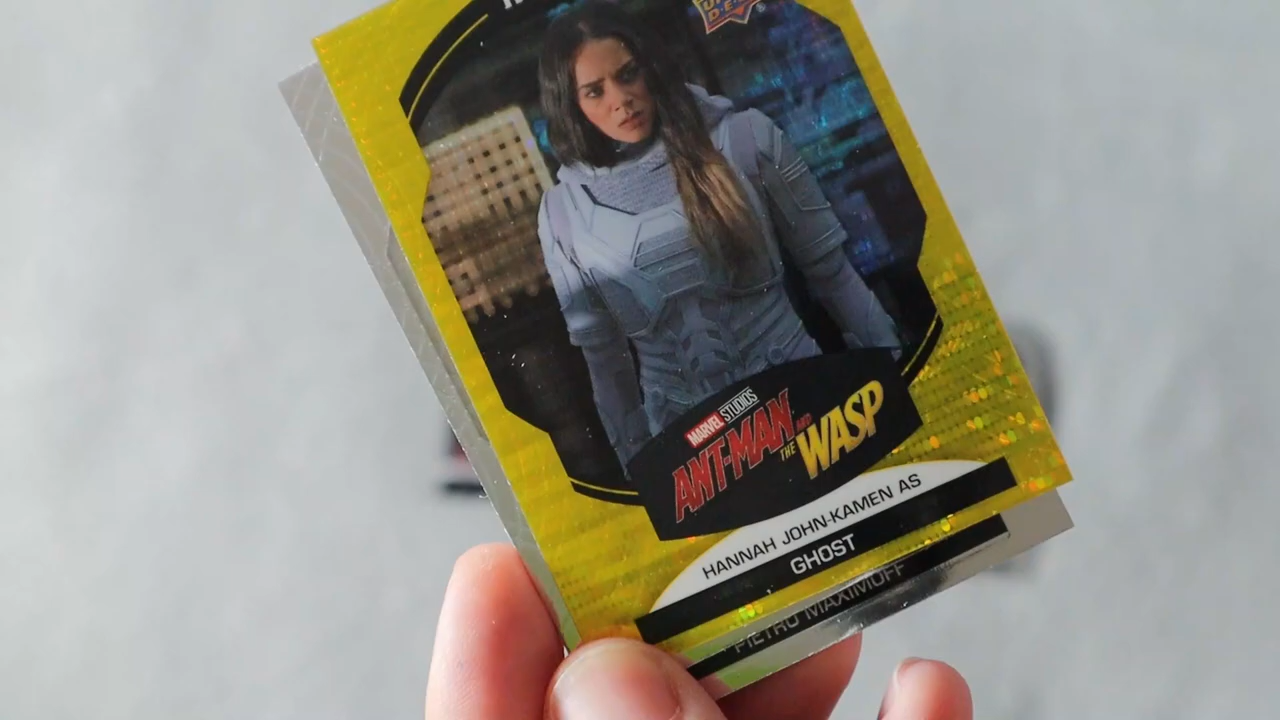 MARVEL STUDIOS
ANT-MAN AND
THE WASP
HANNAH JOHN-KAMEN AS
GHOST
PIETRO MAXIMOFF